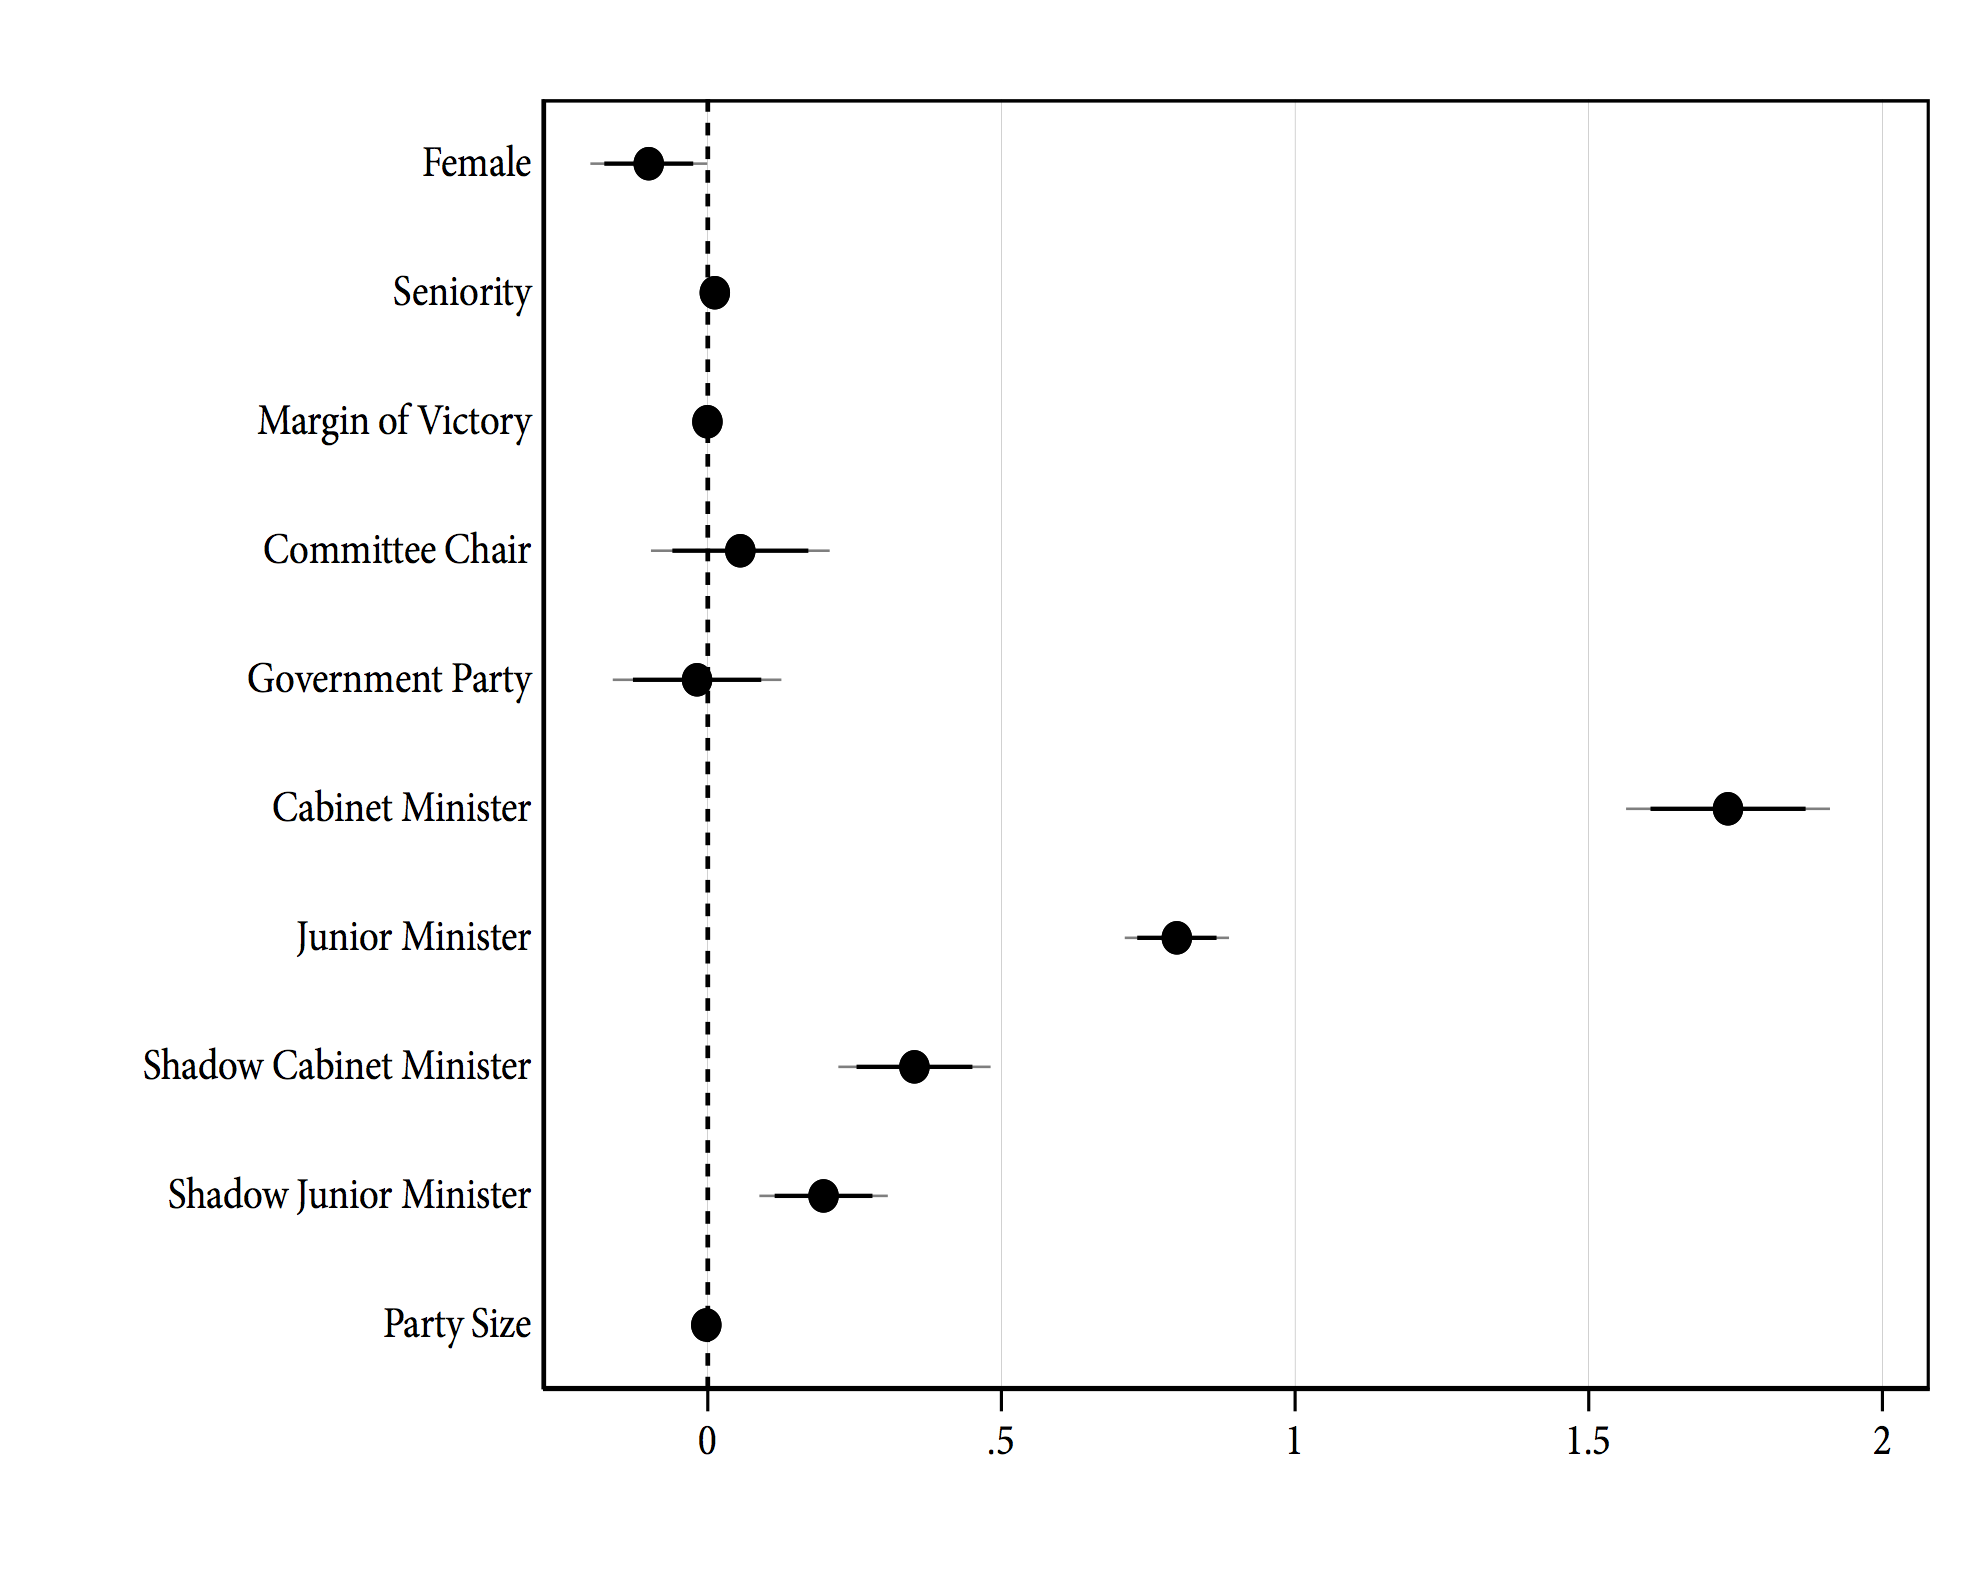 Female
Seniority
Margin of Victory
Committee Chair
Government Party
Cabinet Minister
Junior Minister
Shadow Cabinet Minister
Shadow Junior Minister
Party Size
0 .5 1 1.5 2